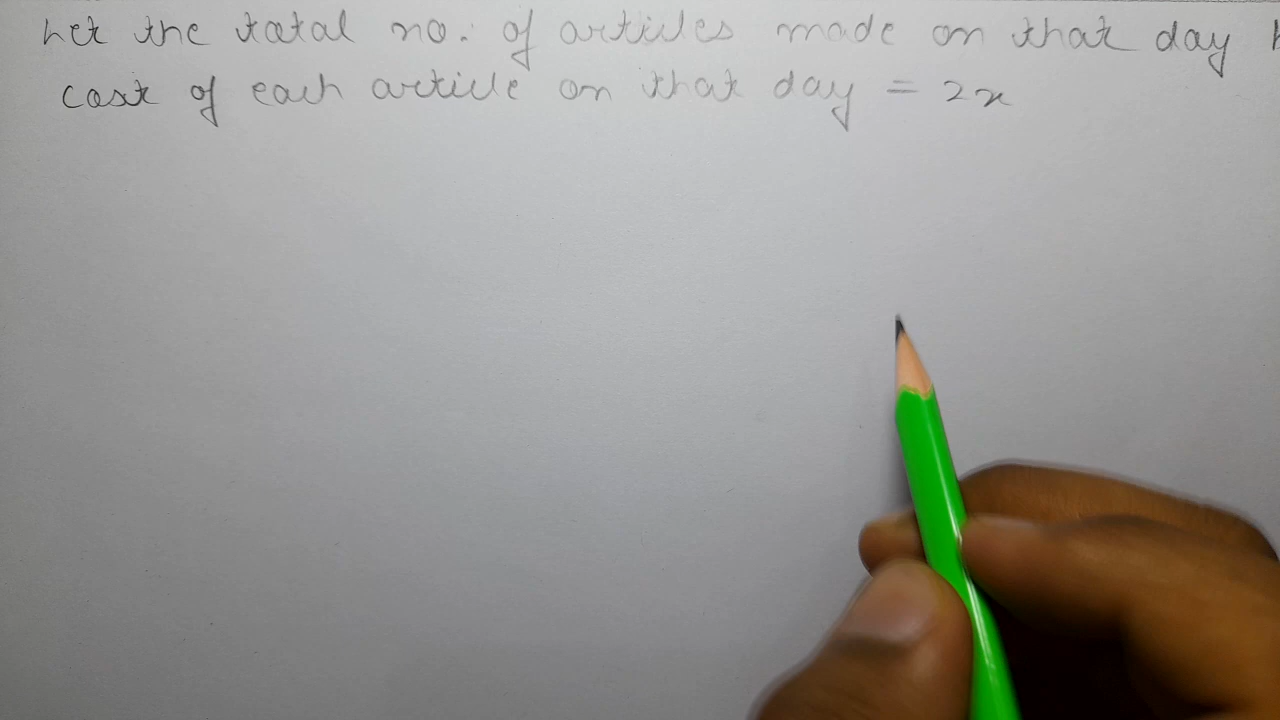 Let the total no. of articles made on that day
cost of each article on that day = 2x